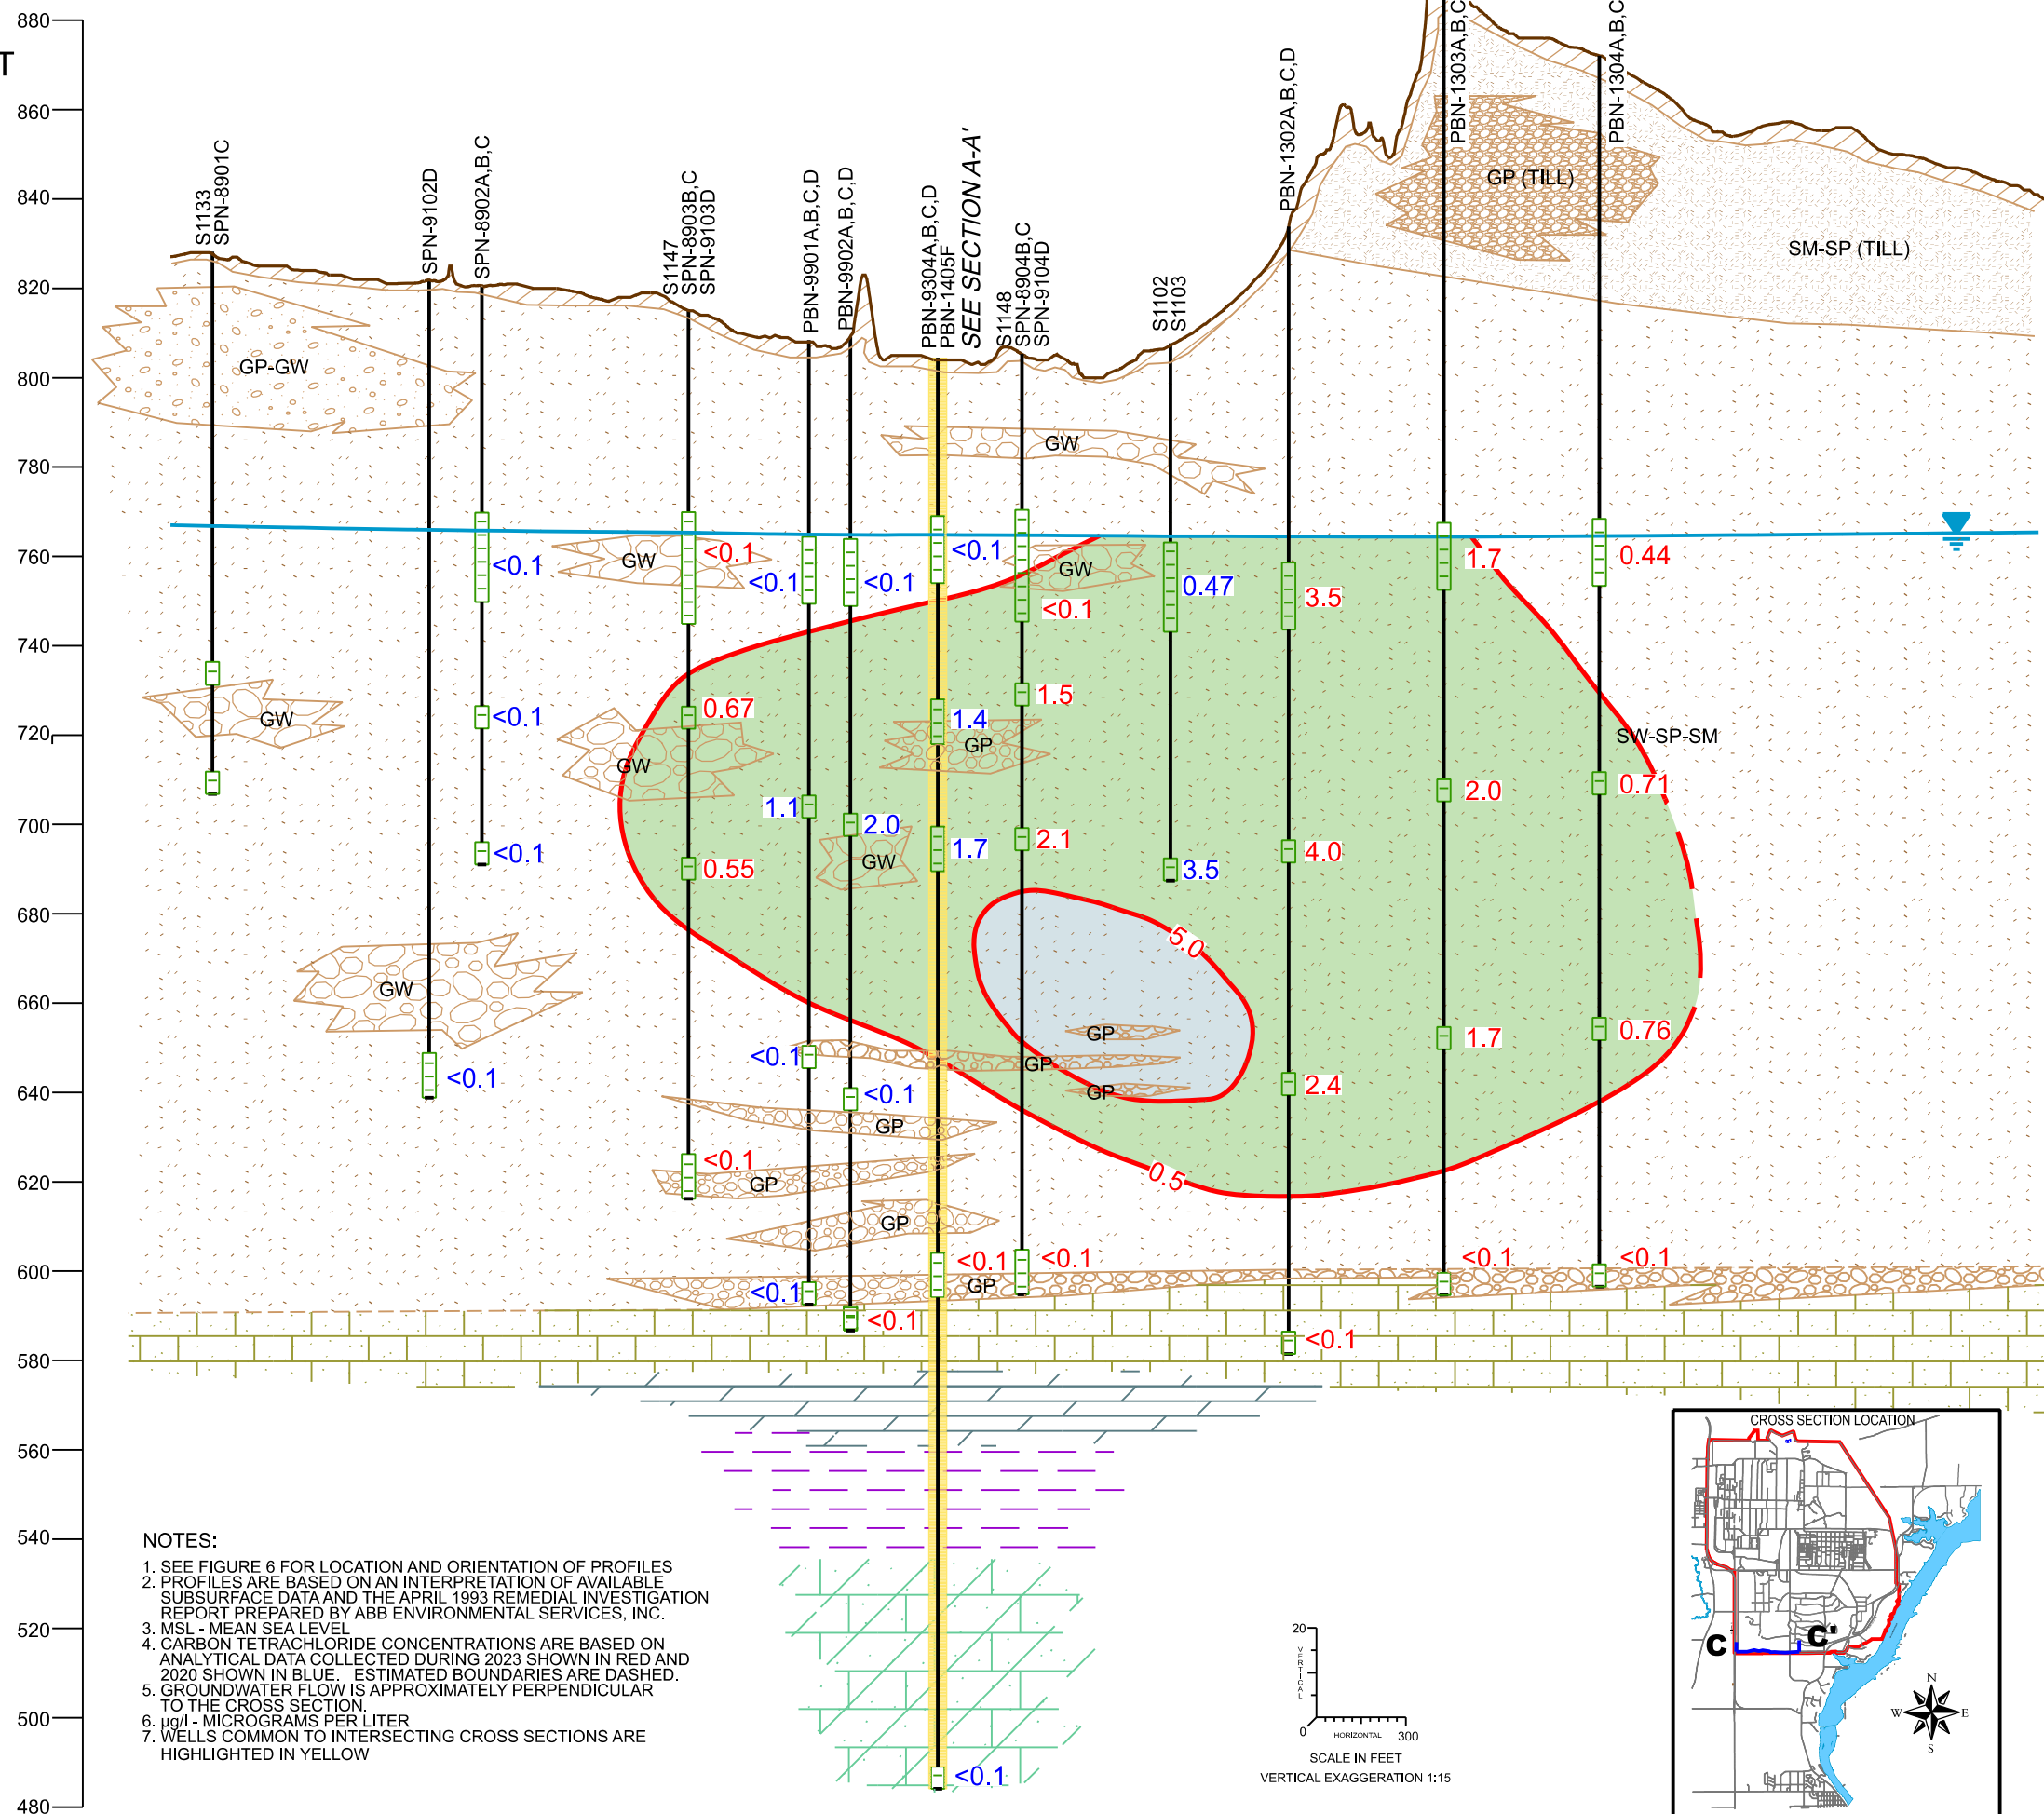 880
T
860
840
820
800
780
760
740
720
700
680
660
640
620
600
580
560
540
520
500
480
S1133
SPN-8901C
SPN-9102D
SPN-8902A,B,C
S1147
SPN-8903B,C
SPN-9103D
PBN-9901A,B,C,D
PBN-9902A,B,C,D
PBN-9304A,B,C,D
PBN-1405F
SEE SECTION A-A'
S1148
SPN-8904B,C
SPN-9104D
S1102
S1103
PBN-1302A,B,C,D
PBN-1303A,B,C
PBN-1304A,B,C
GP (TILL)
SM-SP (TILL)
GP-GW
GW
<0.1
GW
<0.1
<0.1
<0.1
<0.1
GW
<0.1
0.47
3.5
1.7
0.44
GW
<0.1
GW
0.67
1.4
GP
1.5
SW-SP-SM
GW
1.1
2.0
GW
1.7
2.1
3.5
4.0
2.0
0.71
<0.1
0.55
5.0
GW
<0.1
<0.1
<0.1
GP
GP
GP
2.4
1.7
0.76
GP
<0.1
GP
0.5
GP
<0.1
<0.1
<0.1
<0.1
<0.1
GP
<0.1
<0.1
<0.1
NOTES:
1. SEE FIGURE 6 FOR LOCATION AND ORIENTATION OF PROFILES
2. PROFILES ARE BASED ON AN INTERPRETATION OF AVAILABLE
SUBSURFACE DATA AND THE APRIL 1993 REMEDIAL INVESTIGATION
REPORT PREPARED BY ABB ENVIRONMENTAL SERVICES, INC.
3. MSL - MEAN SEA LEVEL
4. CARBON TETRACHLORIDE CONCENTRATIONS ARE BASED ON
ANALYTICAL DATA COLLECTED DURING 2023 SHOWN IN RED AND
2020 SHOWN IN BLUE. ESTIMATED BOUNDARIES ARE DASHED.
5. GROUNDWATER FLOW IS APPROXIMATELY PERPENDICULAR
TO THE CROSS SECTION.
6. µg/l - MICROGRAMS PER LITER
7. WELLS COMMON TO INTERSECTING CROSS SECTIONS ARE
HIGHLIGHTED IN YELLOW
20
VERTICAL
0
HORIZONTAL
300
SCALE IN FEET
VERTICAL EXAGGERATION 1:15
CROSS SECTION LOCATION
C
C'
N
W
E
S